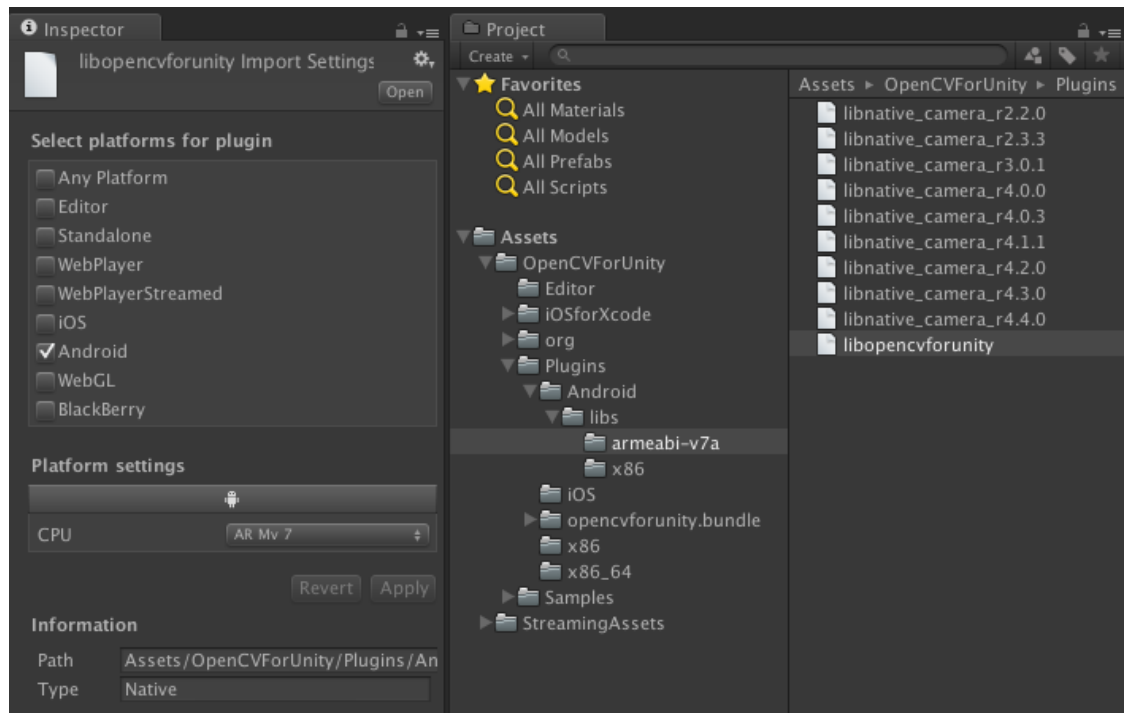 Inspector
libopencvforunity Import Settings
Open
Select platforms for plugin
Any Platform
Editor
Standalone
WebPlayer
WebPlayerStreamed
iOS
Android
WebGL
BlackBerry
Platform settings
CPU
AR Mv 7
Revert Apply
Information
Path Assets/OpenCVForUnity/Plugins/An
Type Native
Project
Create
Favorites
All Materials
All Models
All Prefabs
All Scripts
Assets
OpenCVForUnity
Editor
iOSforXcode
org
Plugins
Android
libs
armeabi-v7a
x86
iOS
opencvforunity.bundle
x86
x86_64
Samples
StreamingAssets
Assets OpenCVForUnity Plugins
libnative_camera_r2.2.0
libnative_camera_r2.3.3
libnative_camera_r3.0.1
libnative_camera_r4.0.0
libnative_camera_r4.0.3
libnative_camera_r4.1.1
libnative_camera_r4.2.0
libnative_camera_r4.3.0
libnative_camera_r4.4.0
libopencvforunity